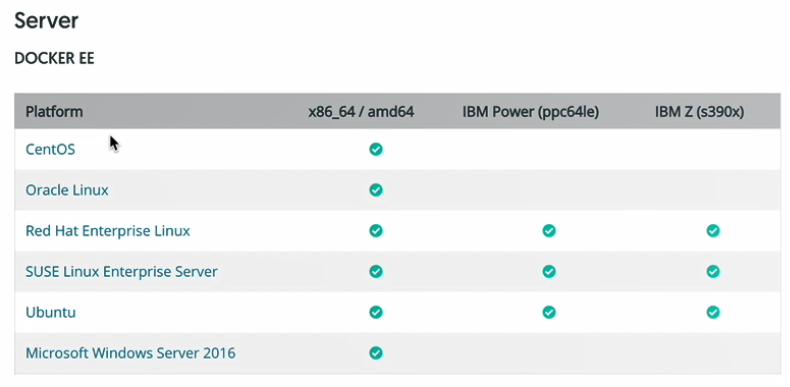 Server
DOCKER EE
Platform x86_64 / amd64 IBM Power (ppc64le) IBM Z (s390x)
CentOS
Oracle Linux
Red Hat Enterprise Linux
SUSE Linux Enterprise Server
Ubuntu
Microsoft Windows Server 2016